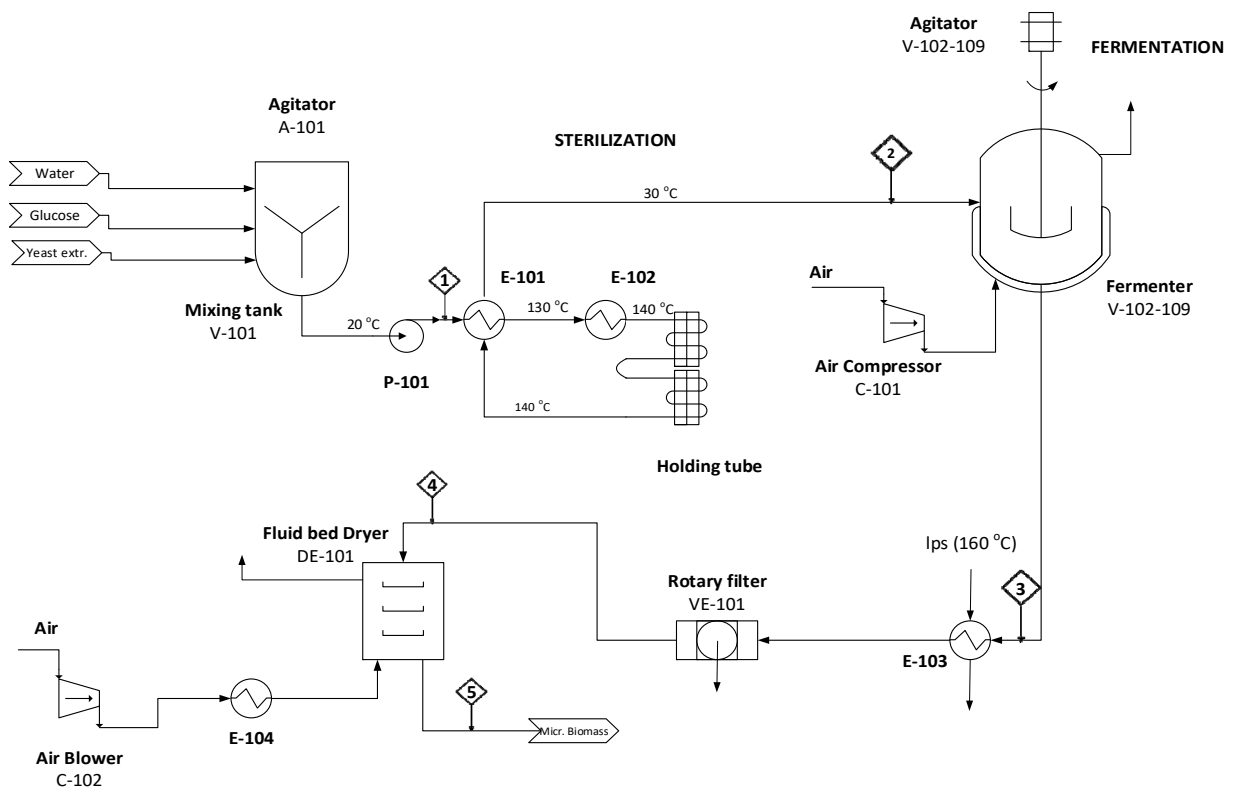 Agitator
V-102-109
FERMENTATION
Agitator
A-101
STERILIZATION
2
Water
30 °C
Glucose
Yeast extr.
Air
1
E-101
E-102
Fermenter
V-102-109
Mixing tank
V-101
20 °C
130 °C
140 °C
P-101
Air Compressor
C-101
140 °C
Holding tube
4
Fluid bed Dryer
DE-101
lps (160 °C)
Rotary filter
VE-101
3
Air
E-103
5
E-104
Micr. Biomass
Air Blower
C-102